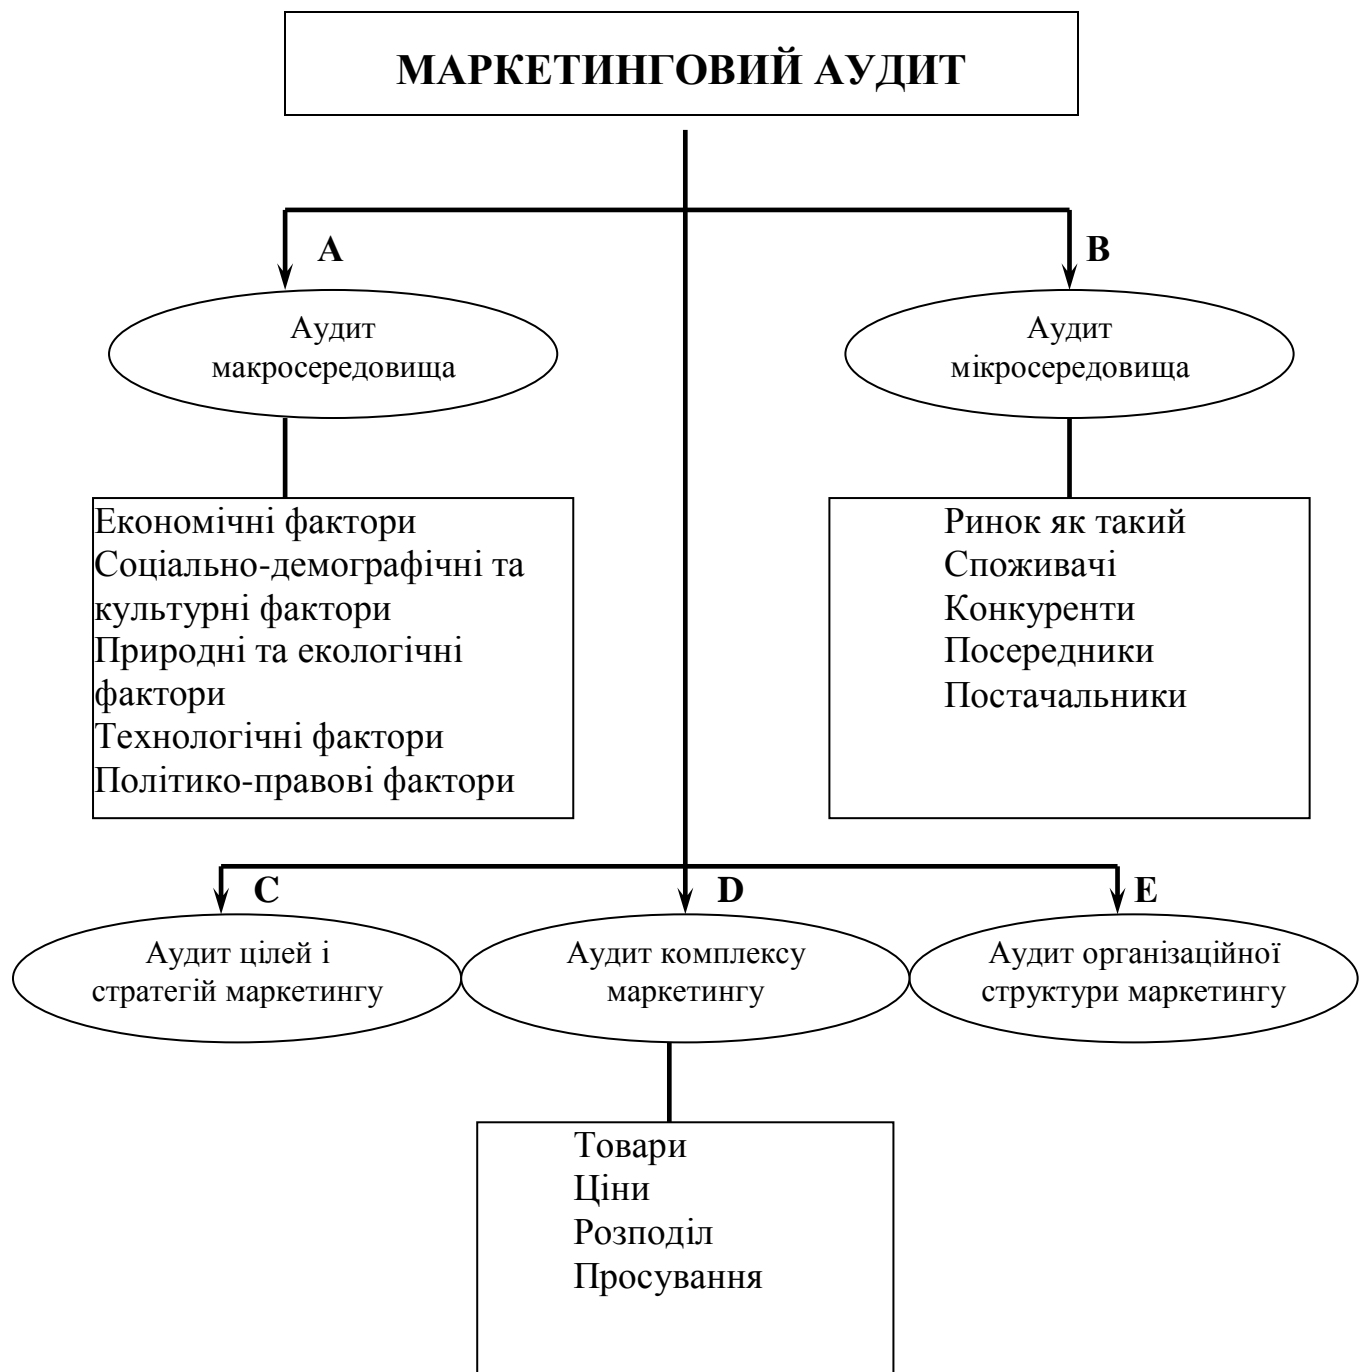 МАРКЕТИНГОВИЙ АУДИТ
A
B
Аудит
макросередовища
Аудит
мікросередовища
Економічні фактори
Соціально-демографічні та
культурні фактори
Природні та екологічні
фактори
Технологічні фактори
Політико-правові фактори
Ринок як такий
Споживачі
Конкуренти
Посередники
Постачальники
C
D
E
Аудит цілей і
стратегій маркетингу
Аудит комплексу
маркетингу
Аудит організаційної
структури маркетингу
Товари
Ціни
Розподіл
Просування